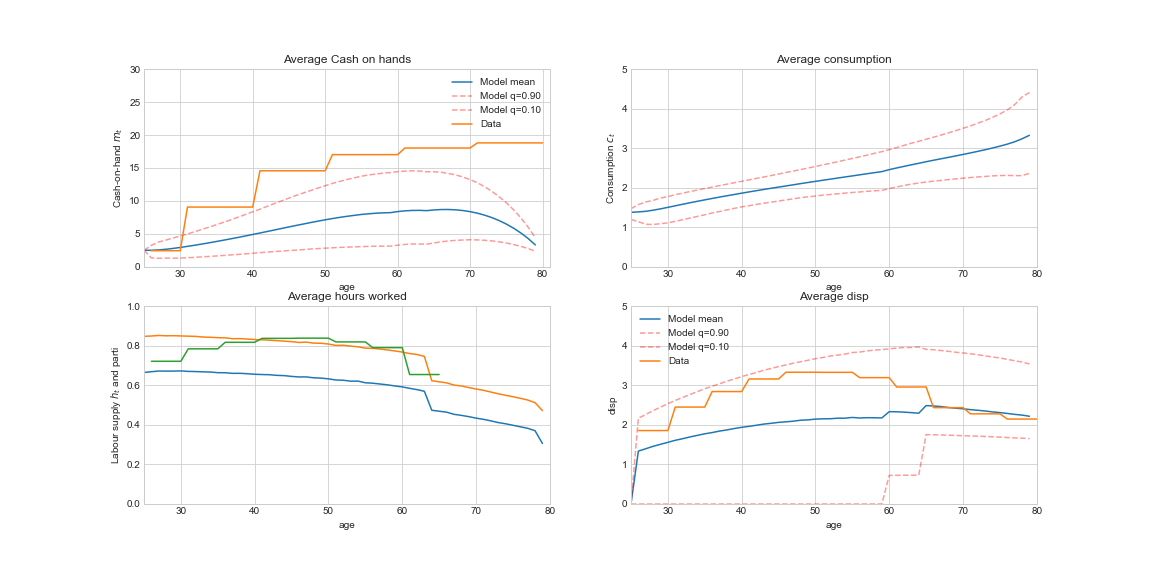 Average Cash on hands
30
25
20
15
10
5
0
Cash-on-hand m_t
Model mean
Model q=0.90
Model q=0.10
Data
30 40 50 60 70 80
age
Average consumption
5
4
3
2
1
0
Consumption c_t
30 40 50 60 70 80
age
Average hours worked
1.0
0.8
0.6
0.4
0.2
0.0
Labour supply h_t and parti
30 40 50 60 70 80
age
Average disp
5
4
3
2
1
0
disp
Model mean
Model q=0.90
Model q=0.10
Data
30 40 50 60 70 80
age